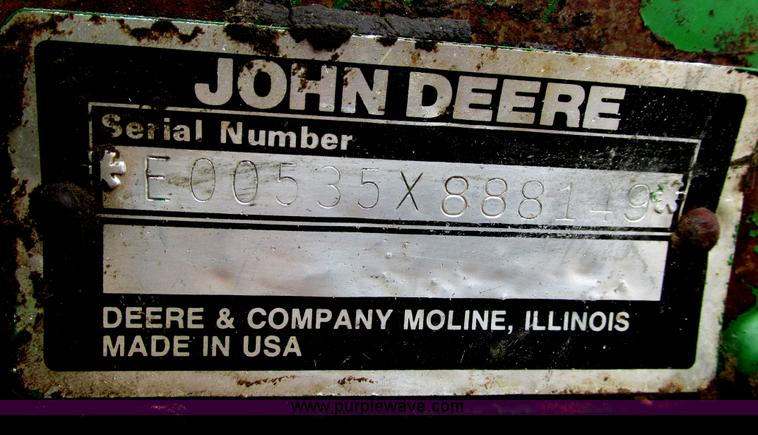 JOHN DEERE
Serial Number
*E00535X888149*
DEERE & COMPANY MOLINE, ILLINOIS
MADE IN USA
www.purplewave.com